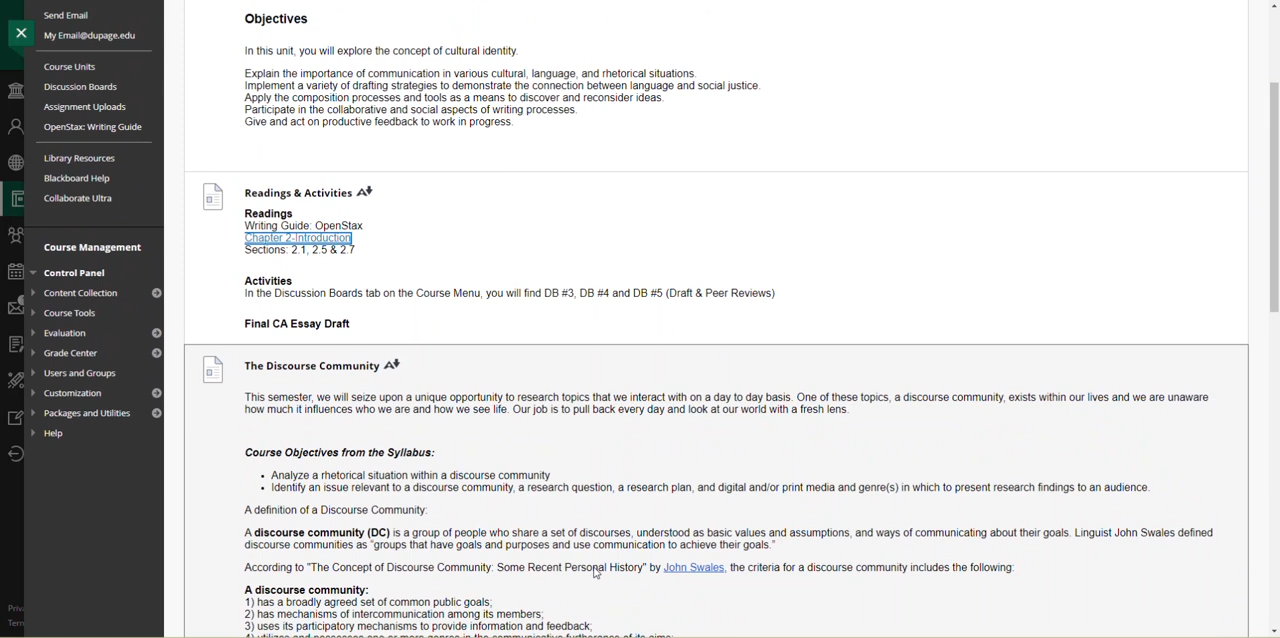 Send Email
My Email@dupage.edu
Course Units
Discussion Boards
Assignment Uploads
OpenStax: Writing Guide
Library Resources
Blackboard Help
Collaborate Ultra
Course Management
Control Panel
Content Collection
Course Tools
Evaluation
Grade Center
Users and Groups
Customization
Packages and Utilities
Help
Objectives
In this unit, you will explore the concept of cultural identity.
Explain the importance of communication in various cultural, language, and rhetorical situations.
Implement a variety of drafting strategies to demonstrate the connection between language and social justice.
Apply the composition processes and tools as a means to discover and reconsider ideas.
Participate in the collaborative and social aspects of writing processes.
Give and act on productive feedback to work in progress.
Readings & Activities
Readings
Writing Guide: OpenStax
Chapter 2-Introduction
Sections: 2.1, 2.5 & 2.7
Activities
In the Discussion Boards tab on the Course Menu, you will find DB #3, DB #4 and DB #5 (Draft & Peer Reviews)
Final CA Essay Draft
The Discourse Community
This semester, we will seize upon a unique opportunity to research topics that we interact with on a day to day basis. One of these topics, a discourse community, exists within our lives and we are unaware
how much it influences who we are and how we see life. Our job is to pull back every day and look at our world with a fresh lens.
Course Objectives from the Syllabus:
• Analyze a rhetorical situation within a discourse community
• Identify an issue relevant to a discourse community, a research question, a research plan, and digital and/or print media and genre(s) in which to present research findings to an audience.
A definition of a Discourse Community:
A discourse community (DC) is a group of people who share a set of discourses, understood as basic values and assumptions, and ways of communicating about their goals. Linguist John Swales defined
discourse communities as "groups that have goals and purposes and use communication to achieve their goals."
According to "The Concept of Discourse Community: Some Recent Personal History" by John Swales, the criteria for a discourse community includes the following:
A discourse community:
1) has a broadly agreed set of common public goals;
2) has mechanisms of intercommunication among its members;
3) uses its participatory mechanisms to provide information and feedback;
4) utilizes and possesses one or more genres in the communicative furtherance of its aims;
Priva
Term